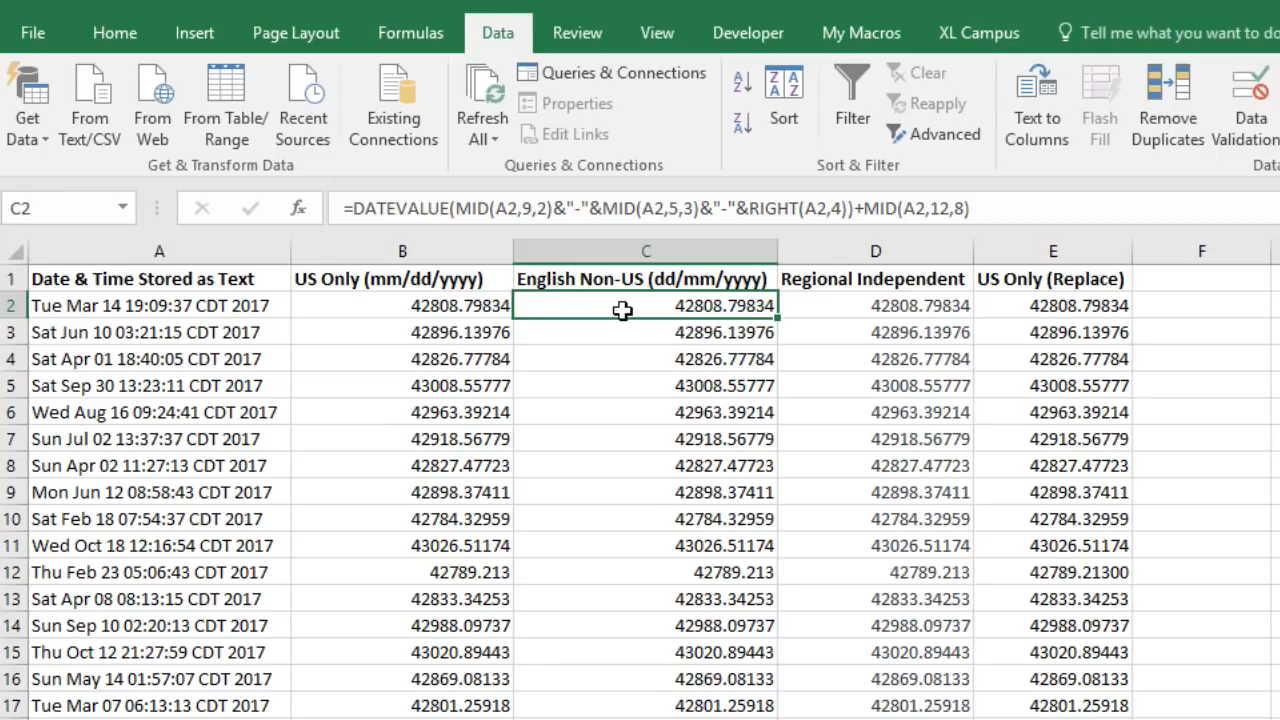 File Home Insert Page Layout Formulas Data Review View Developer My Macros XL Campus Tell me what you want to do
Get Data From Text/CSV From Web From Table/ Range Recent Sources Existing Connections Refresh All Queries & Connections Properties Edit Links Sort Filter Clear Reapply Advanced Text to Columns Flash Fill Remove Duplicates Data Validation
Get & Transform Data Queries & Connections Sort & Filter Data
C2 fx =DATEVALUE(MID(A2,9,2)&"-"&MID(A2,5,3)&"-"&RIGHT(A2,4))+MID(A2,12,8)
A B C D E F
1 Date & Time Stored as Text US Only (mm/dd/yyyy) English Non-US (dd/mm/yyyy) Regional Independent US Only (Replace)
2 Tue Mar 14 19:09:37 CDT 2017 42808.79834 42808.79834 42808.79834 42808.79834
3 Sat Jun 10 03:21:15 CDT 2017 42896.13976 42896.13976 42896.13976 42896.13976
4 Sat Apr 01 18:40:05 CDT 2017 42826.77784 42826.77784 42826.77784 42826.77784
5 Sat Sep 30 13:23:11 CDT 2017 43008.55777 43008.55777 43008.55777 43008.55777
6 Wed Aug 16 09:24:41 CDT 2017 42963.39214 42963.39214 42963.39214 42963.39214
7 Sun Jul 02 13:37:37 CDT 2017 42918.56779 42918.56779 42918.56779 42918.56779
8 Sun Apr 02 11:27:13 CDT 2017 42827.47723 42827.47723 42827.47723 42827.47723
9 Mon Jun 12 08:58:43 CDT 2017 42898.37411 42898.37411 42898.37411 42898.37411
10 Sat Feb 18 07:54:37 CDT 2017 42784.32959 42784.32959 42784.32959 42784.32959
11 Wed Oct 18 12:16:54 CDT 2017 43026.51174 43026.51174 43026.51174 43026.51174
12 Thu Feb 23 05:06:43 CDT 2017 42789.213 42789.213 42789.213 42789.21300
13 Sat Apr 08 08:13:15 CDT 2017 42833.34253 42833.34253 42833.34253 42833.34253
14 Sun Sep 10 02:20:13 CDT 2017 42988.09737 42988.09737 42988.09737 42988.09737
15 Thu Oct 12 21:27:59 CDT 2017 43020.89443 43020.89443 43020.89443 43020.89443
16 Sun May 14 01:57:07 CDT 2017 42869.08133 42869.08133 42869.08133 42869.08133
17 Tue Mar 07 06:13:13 CDT 2017 42801.25918 42801.25918 42801.25918 42801.25918